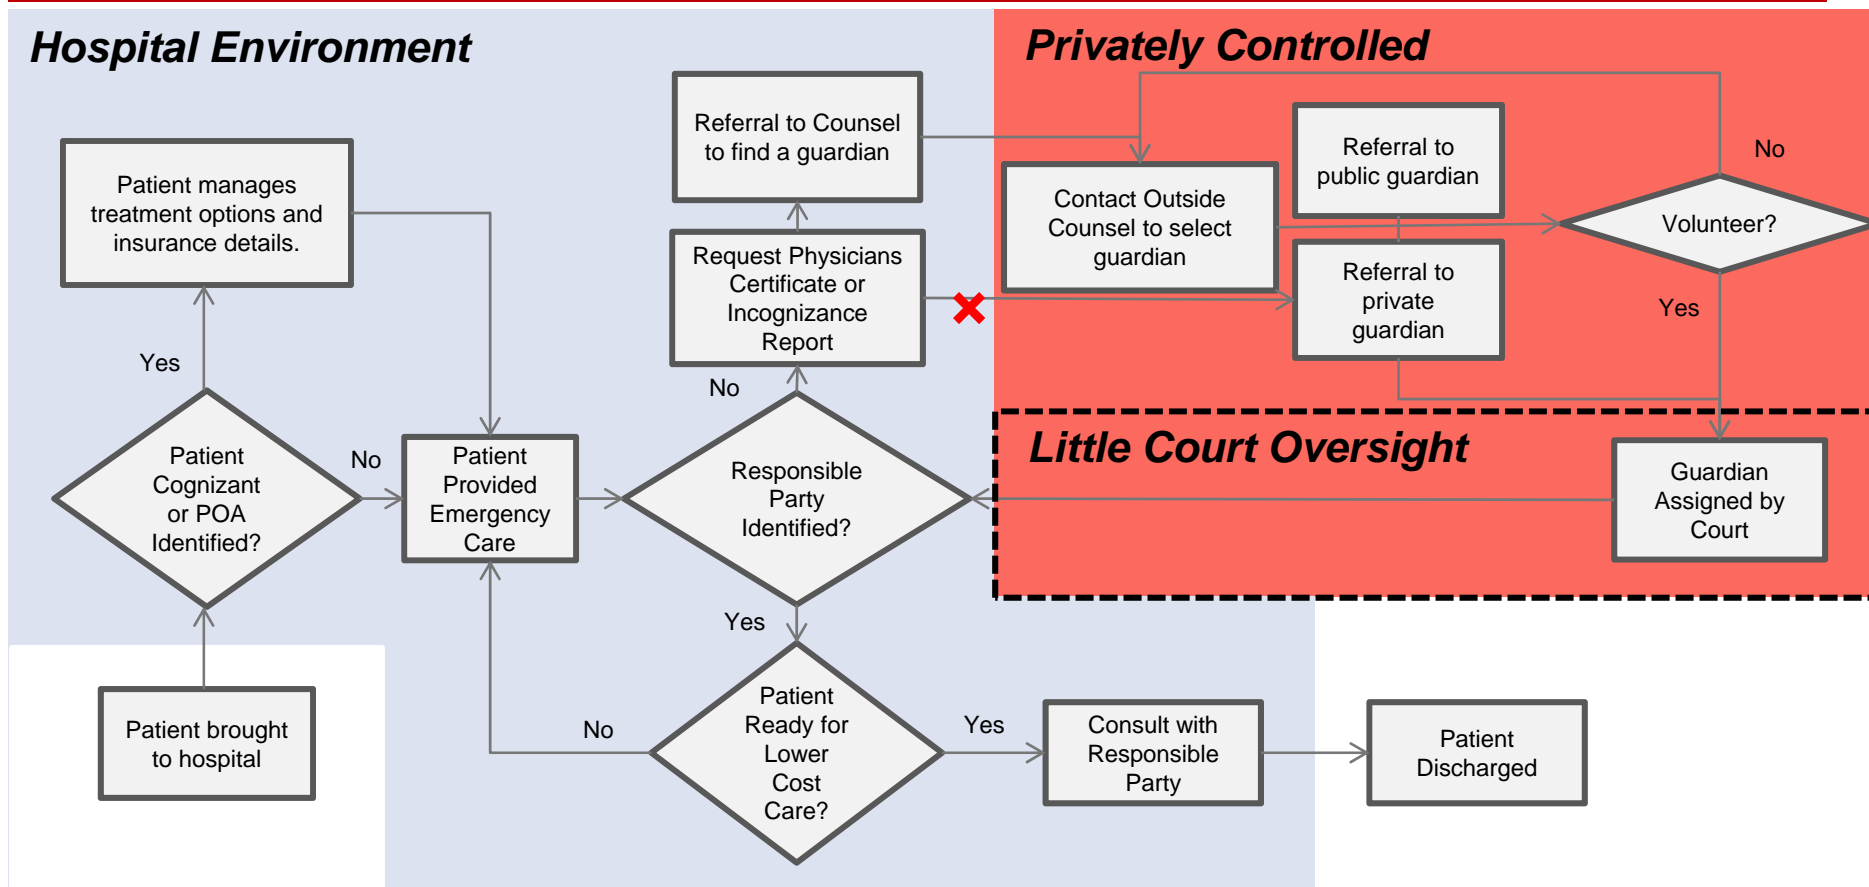 Hospital Environment
Privately Controlled
Referral to Counsel
to find a guardian
Referral to
public guardian
No
Patient manages
treatment options and
insurance details.
Contact Outside
Counsel to select
guardian
Volunteer?
Request Physicians
Certificate or
Incognizance
Report
Referral to
private
guardian
Yes
Yes
No
Little Court Oversight
Patient
Cognizant
or POA
Identified?
No
Patient
Provided
Emergency
Care
Responsible
Party
Identified?
Guardian
Assigned by
Court
Yes
Patient brought
to hospital
No
Patient
Ready for
Lower
Cost
Care?
Yes
Consult with
Responsible
Party
Patient
Discharged